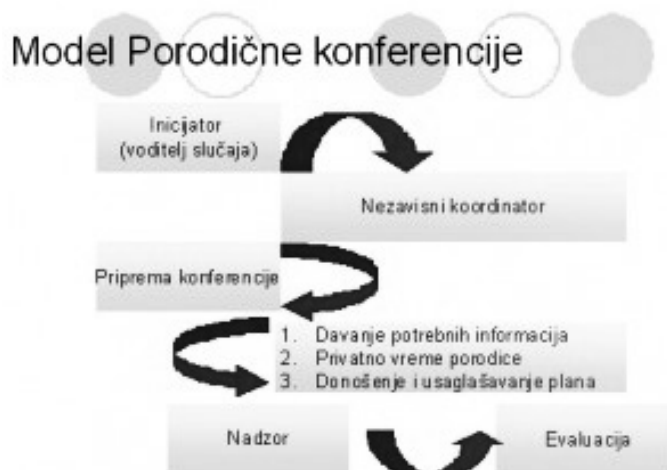 Model Porodične konferencije
Inicijator
(voditelj slučaja)
Nezavisni koordinator
Priprema konferencije
1. Davanje potrebnih informacija
2. Privatno vreme porodice
3. Donošenje i usaglašavanje plana
Nadzor
Evaluacija